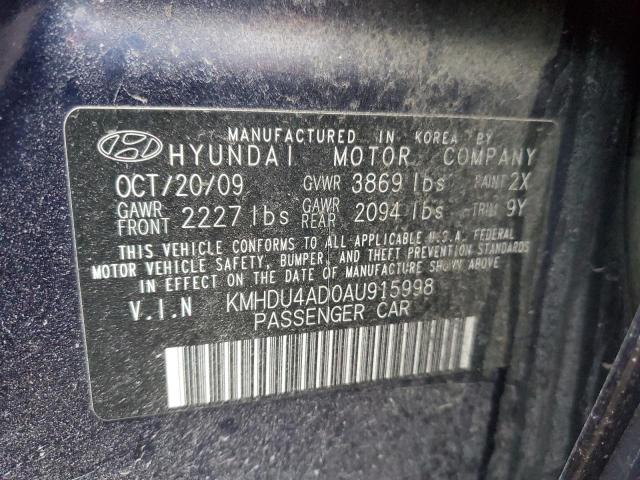 MANUFACTURED IN KOREA BY
HYUNDAI MOTOR COMPANY
OCT/20/09 GVWR 3869 lbs PAINT 2X
GAWR FRONT 2227 lbs GAWR REAR 2094 lbs TRIM 9Y
THIS VEHICLE CONFORMS TO ALL APPLICABLE U.S.A. FEDERAL
MOTOR VEHICLE SAFETY, BUMPER, AND THEFT PREVENTION STANDARDS
IN EFFECT ON THE DATE OF MANUFACTURE SHOWN ABOVE.
V.I.N KMHDU4AD0AU915998
PASSENGER CAR